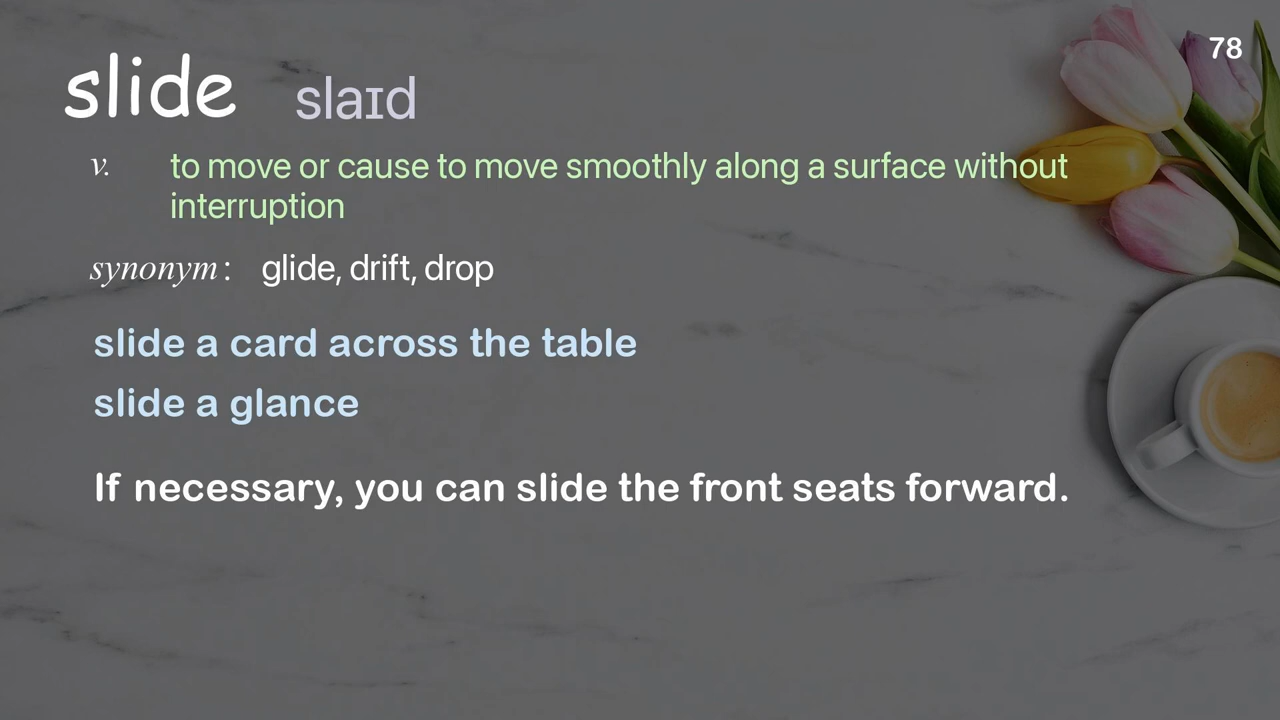 78
slide slaɪd
v. to move or cause to move smoothly along a surface without
interruption
synonym: glide, drift, drop
slide a card across the table
slide a glance
If necessary, you can slide the front seats forward.